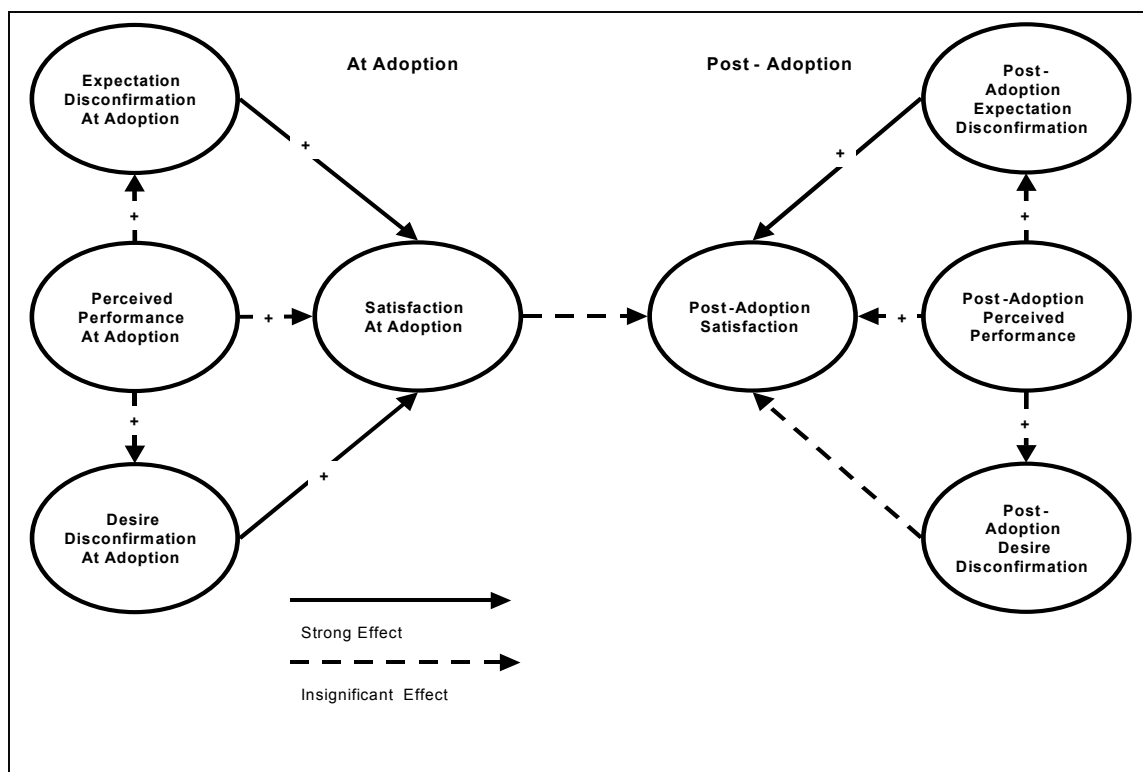 At Adoption
Post - Adoption
Expectation
Disconfirmation
At Adoption
+
Post -
Adoption
Expectation
Disconfirmation
+
+
+
Perceived
Performance
At Adoption
+
Satisfaction
At Adoption
Post-Adoption
Satisfaction
+
Post-Adoption
Perceived
Performance
+
+
Desire
Disconfirmation
At Adoption
+
Post -
Adoption
Desire
Disconfirmation
Strong Effect
Insignificant Effect